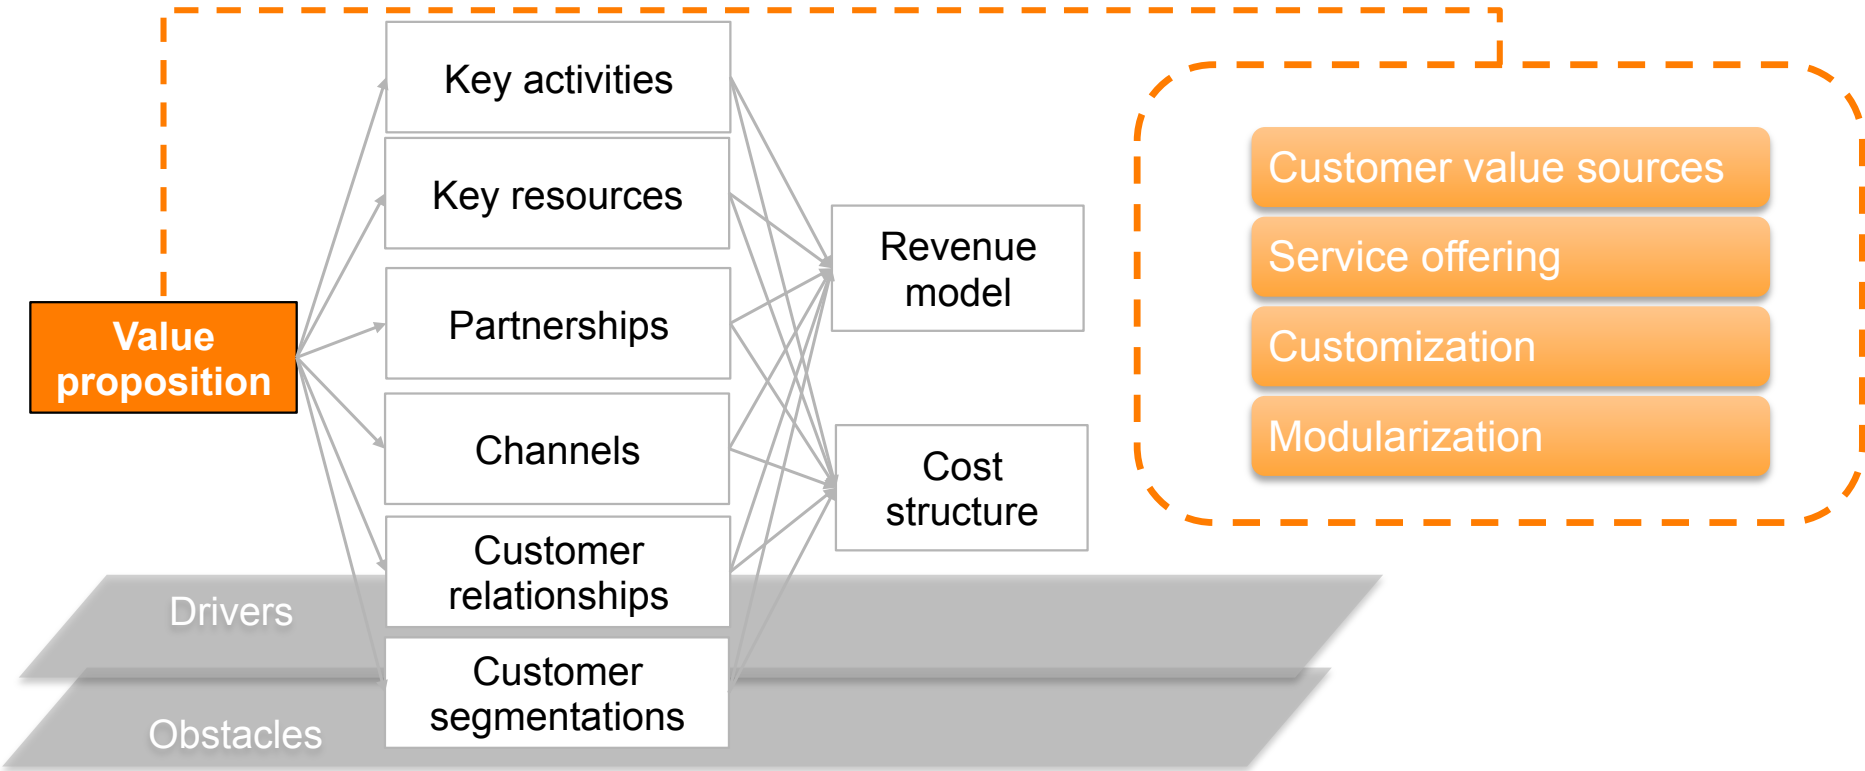 Key activities
Key resources
Partnerships
Channels
Customer
relationships
Customer
segmentations
Value
proposition
Revenue
model
Cost
structure
Customer value sources
Service offering
Customization
Modularization
Drivers
Obstacles